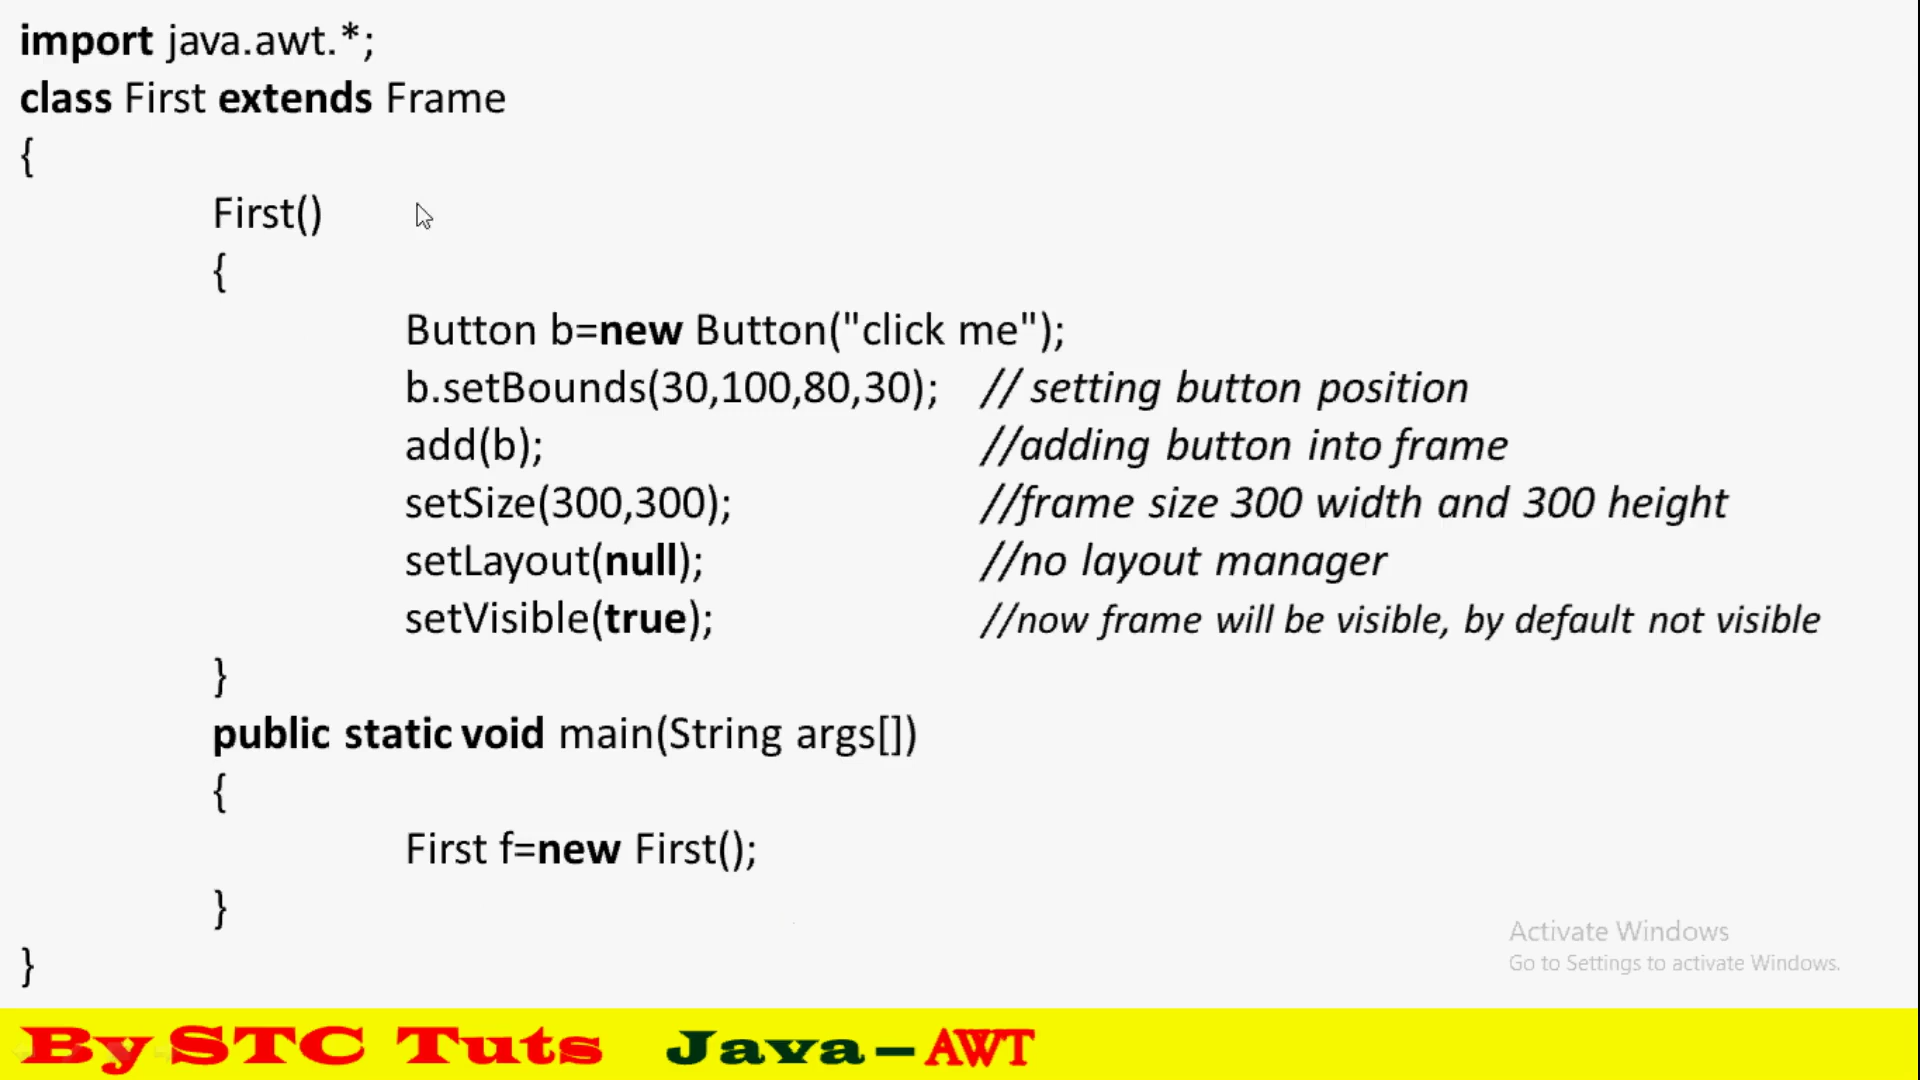 import java.awt.*;
class First extends Frame
{
First()
{
Button b=new Button("click me");
b.setBounds(30,100,80,30); // setting button position
add(b); //adding button into frame
setSize(300,300); //frame size 300 width and 300 height
setLayout(null); //no layout manager
setVisible(true); //now frame will be visible, by default not visible
}
public static void main(String args[])
{
First f=new First();
}
}
Activate Windows
Go to Settings to activate Windows.
By STC Tuts Java-AWT